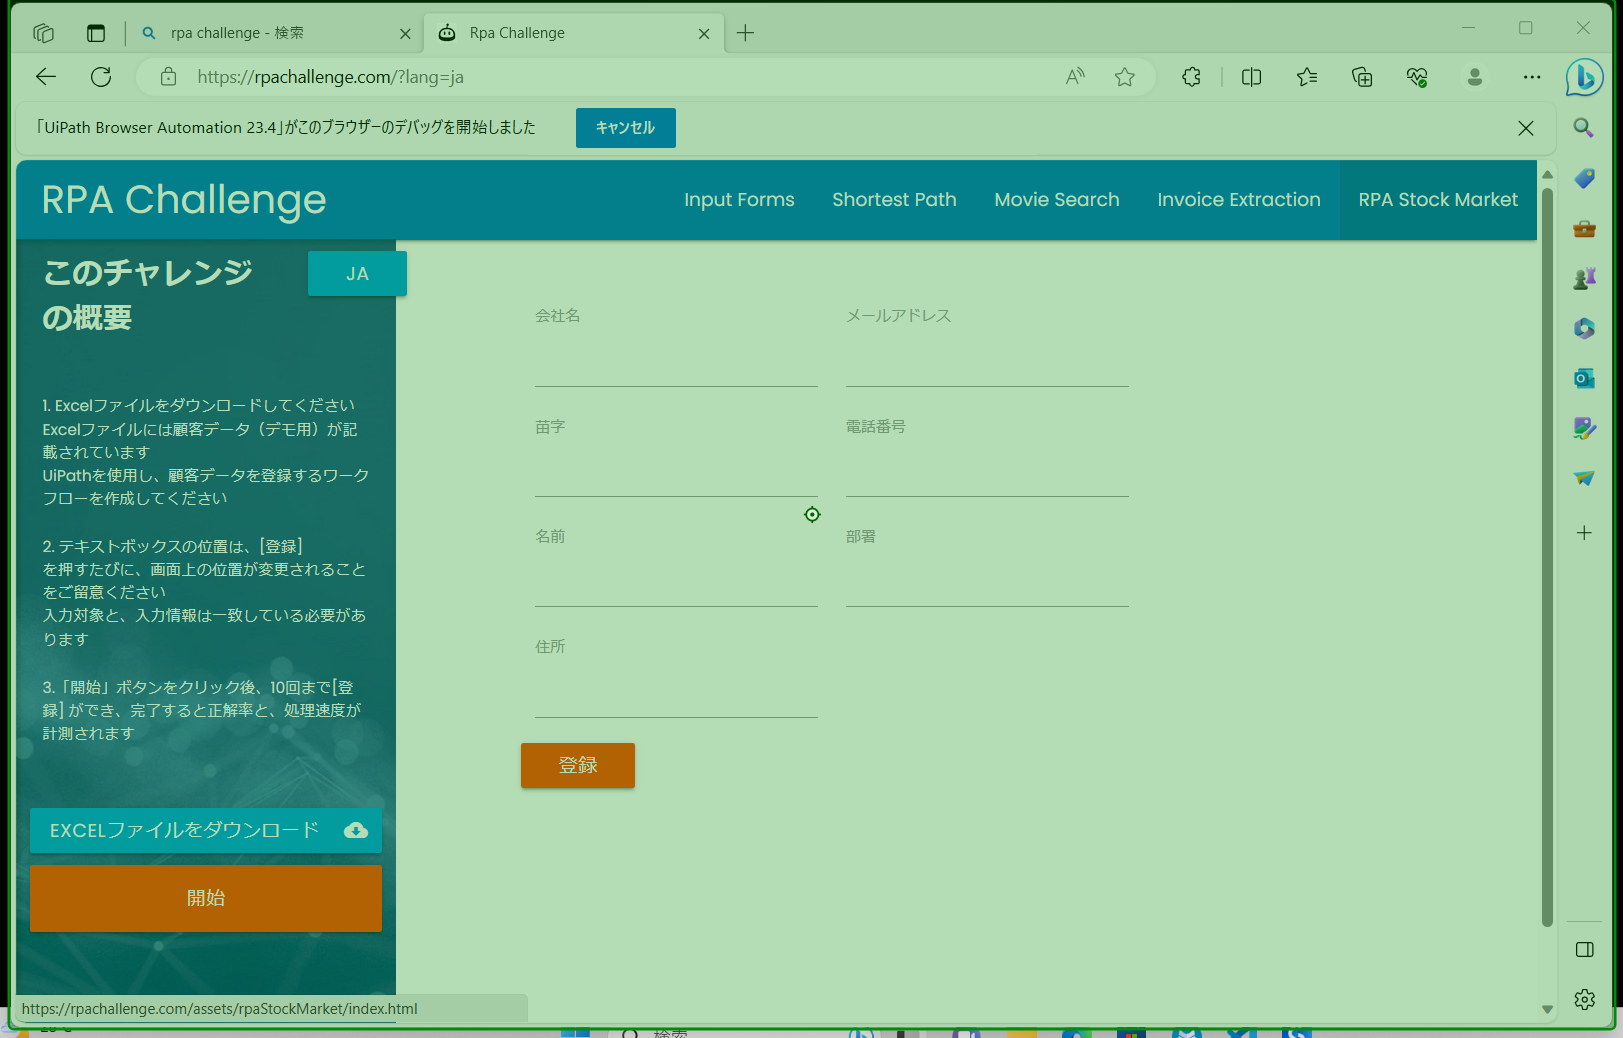 rpa challenge - 検索
Rpa Challenge
https://rpachallenge.com/?lang=ja
「UiPath Browser Automation 23.4」がこのブラウザーのデバッグを開始しました
キャンセル
RPA Challenge
Input Forms
Shortest Path
Movie Search
Invoice Extraction
RPA Stock Market
このチャレンジ
の概要
JA
1. Excelファイルをダウンロードしてください
Excelファイルには顧客データ（デモ用）が記
載されています
UiPathを使用し、顧客データを登録するワーク
フローを作成してください
2. テキストボックスの位置は、[登録]
を押すたびに、画面上の位置が変更されること
をご留意ください
入力対象と、入力情報は一致している必要があ
ります
3.「開始」ボタンをクリック後、10回まで[登
録] ができ、完了すると正解率と、処理速度が
計測されます
EXCELファイルをダウンロード
開始
会社名
メールアドレス
苗字
電話番号
名前
部署
住所
登録
https://rpachallenge.com/assets/rpaStockMarket/index.html
検索